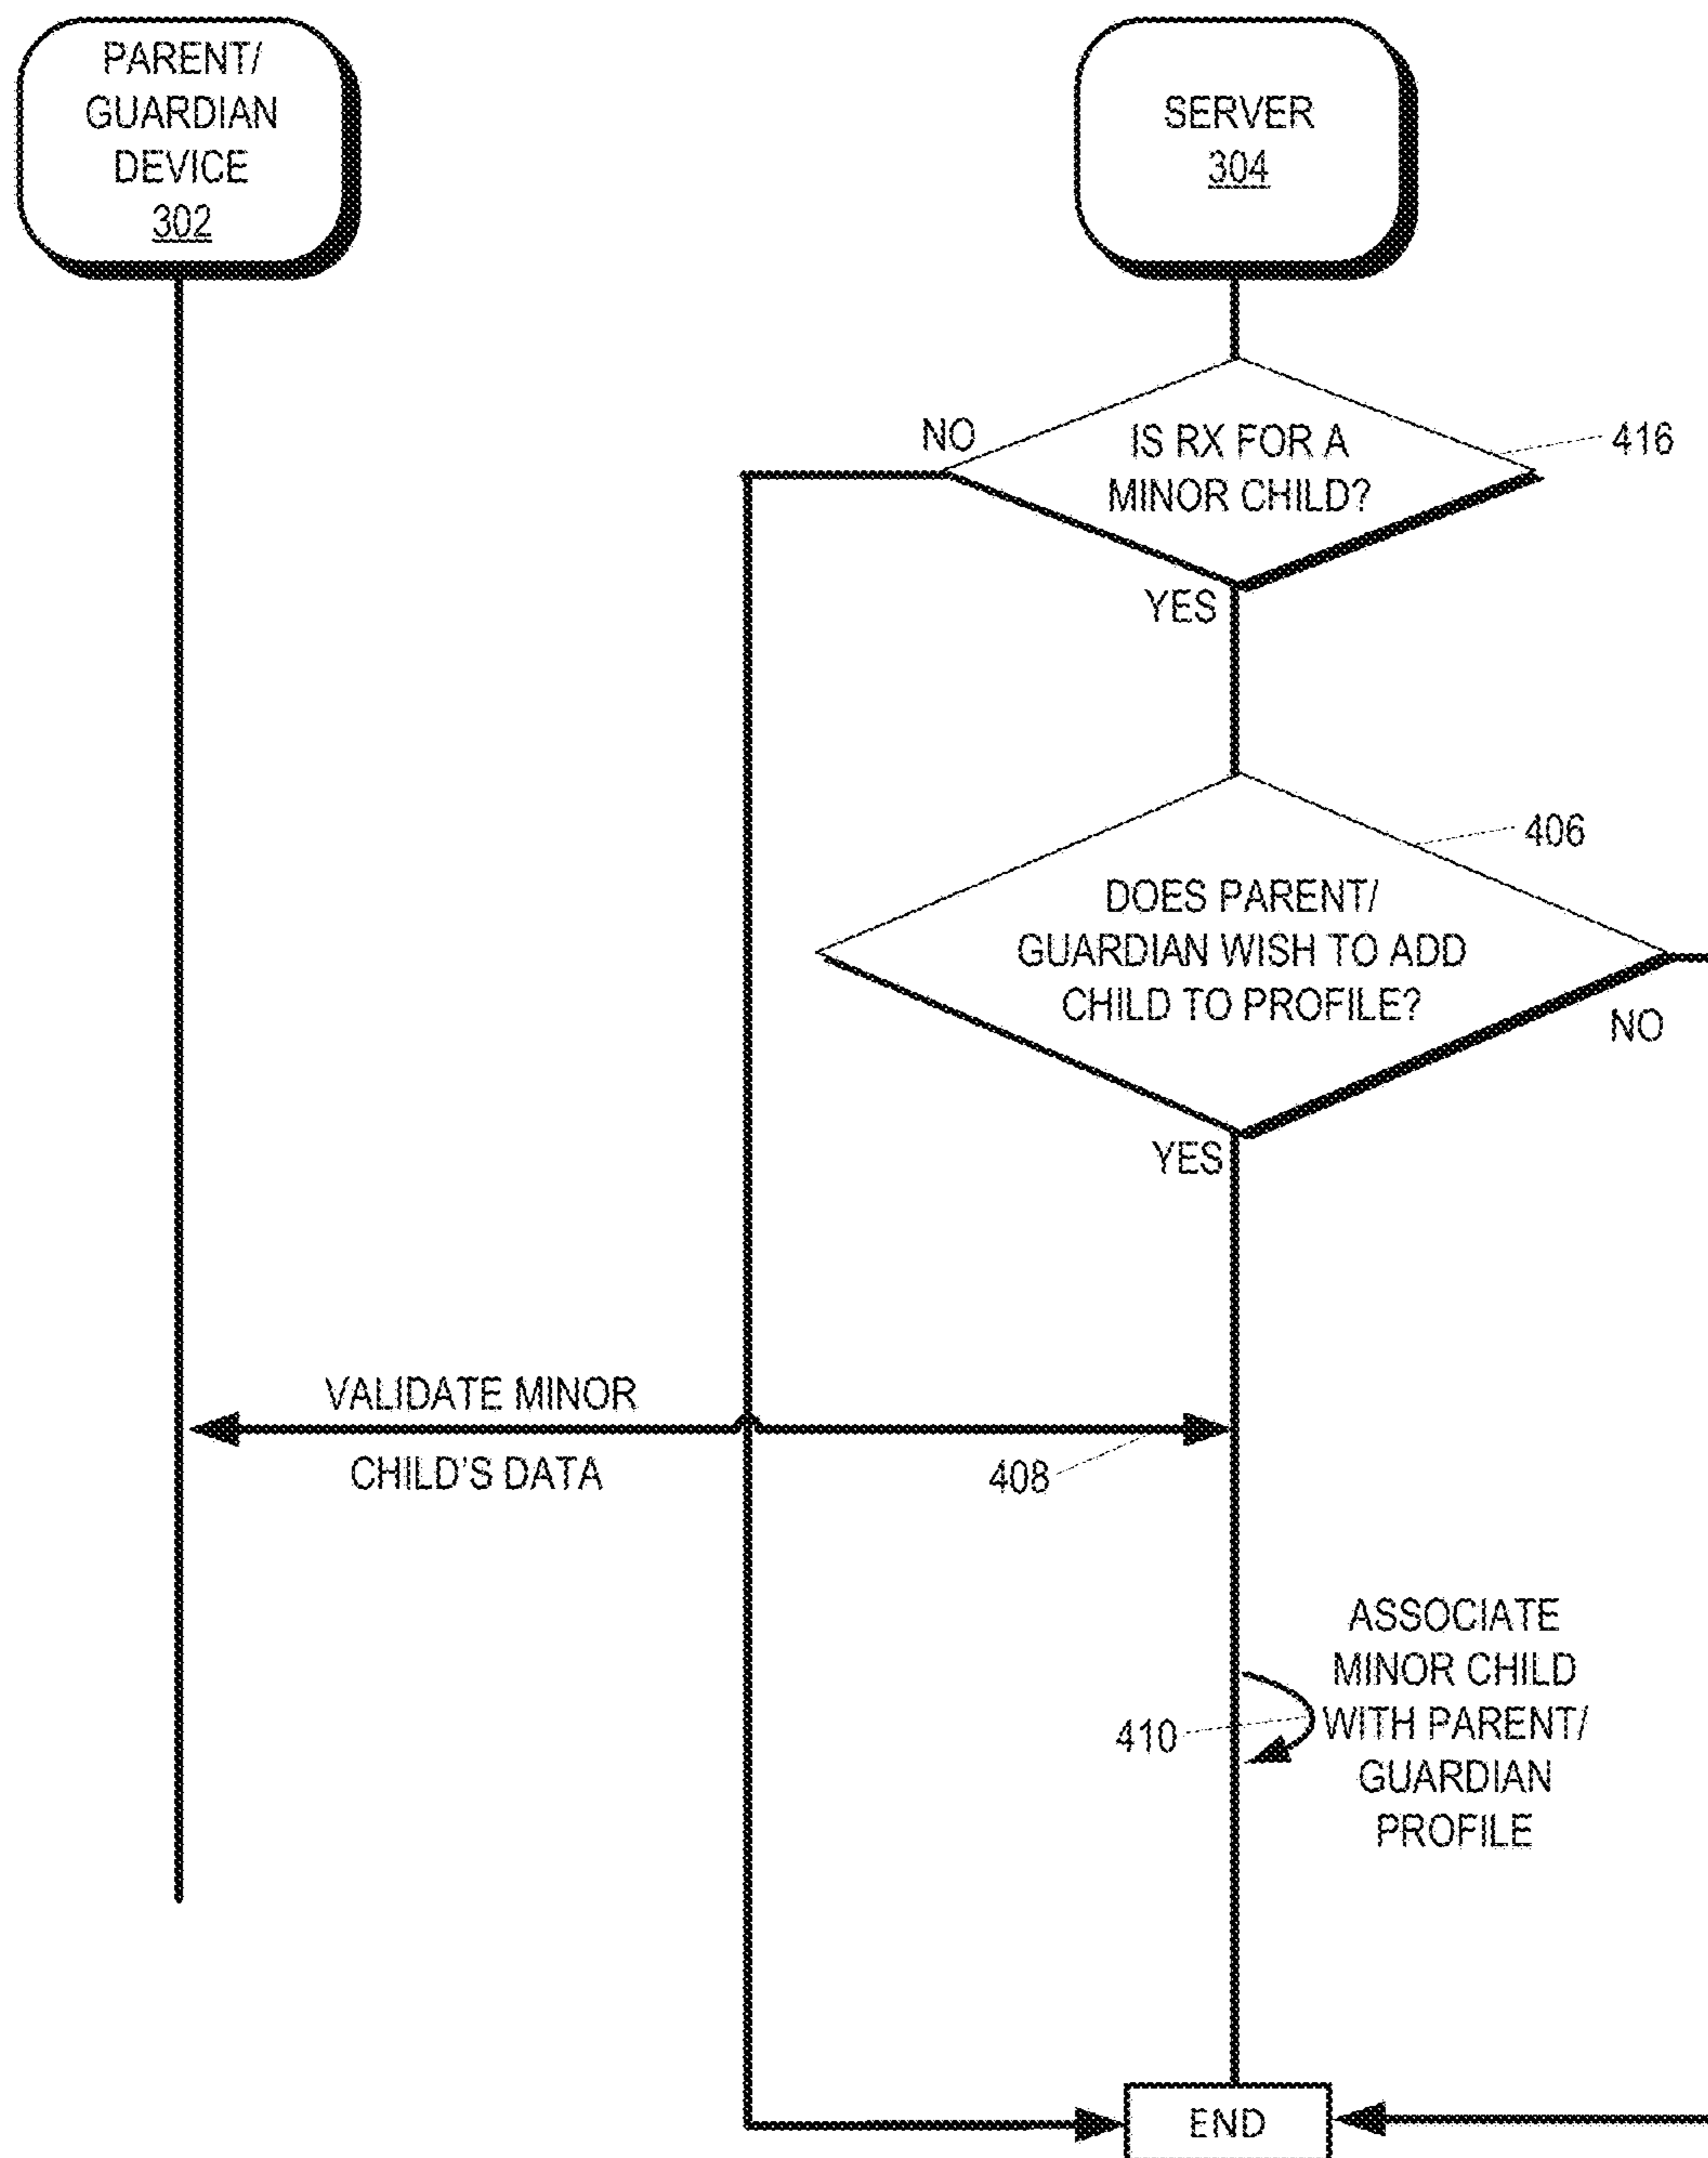 PARENT/
GUARDIAN
DEVICE
302
SERVER
304
NO
IS RX FOR A
MINOR CHILD?
416
YES
406
DOES PARENT/
GUARDIAN WISH TO ADD
CHILD TO PROFILE?
NO
YES
VALIDATE MINOR
CHILD'S DATA
408
ASSOCIATE
MINOR CHILD
WITH PARENT/
GUARDIAN
PROFILE
410
END